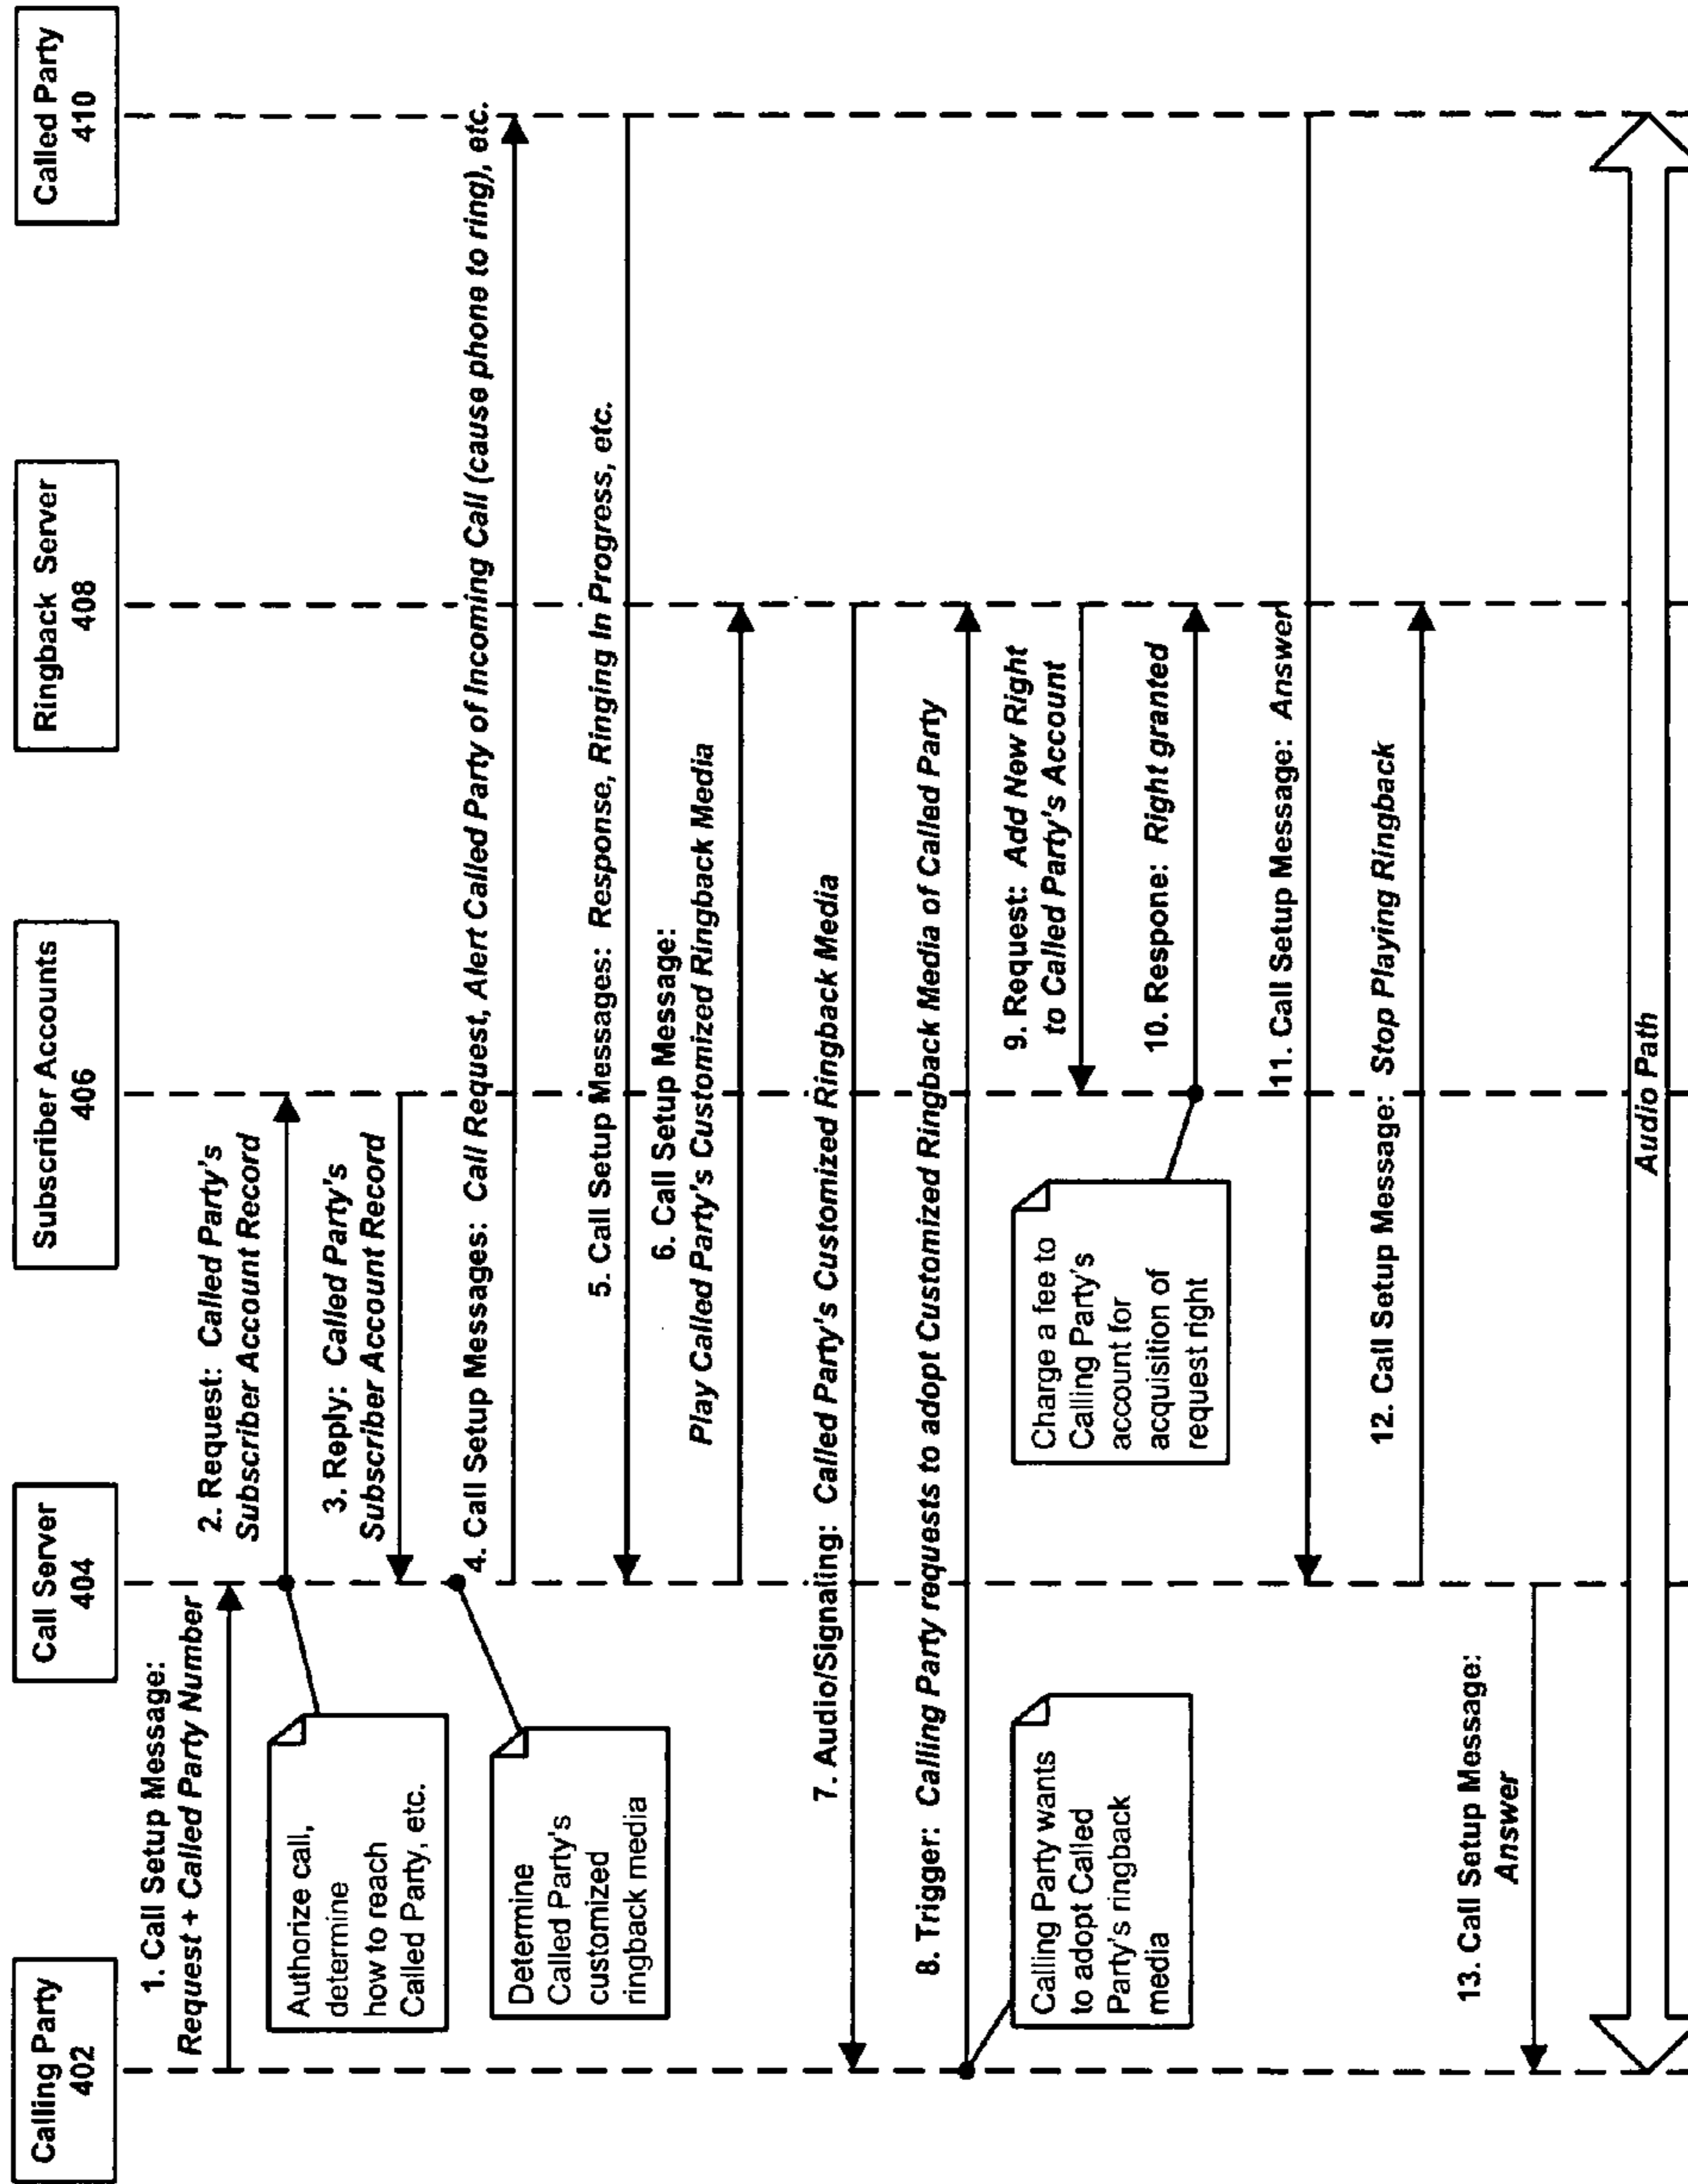 Calling Party
402
Call Server
404
Subscriber Accounts
406
Ringback Server
408
Called Party
410
1. Call Setup Message:
Request + Called Party Number
2. Request: Called Party's
Subscriber Account Record
Authorize call,
determine
how to reach
Called Party, etc.
3. Reply: Called Party's
Subscriber Account Record
4. Call Setup Messages: Call Request, Alert Called Party of Incoming Call (cause phone to ring), etc.
Determine
Called Party's
customized
ringback media
5. Call Setup Messages: Response, Ringing In Progress, etc.
6. Call Setup Message:
Play Called Party's Customized Ringback Media
7. Audio/Signaling: Called Party's Customized Ringback Media
8. Trigger: Calling Party requests to adopt Customized Ringback Media of Called Party
Calling Party wants
to adopt Called
Party's ringback
media
9. Request: Add New Right
to Called Party's Account
10. Respone: Right granted
Charge a fee to
Calling Party's
account for
acquisition of
request right
11. Call Setup Message: Answer
12. Call Setup Message: Stop Playing Ringback
13. Call Setup Message:
Answer
Audio Path